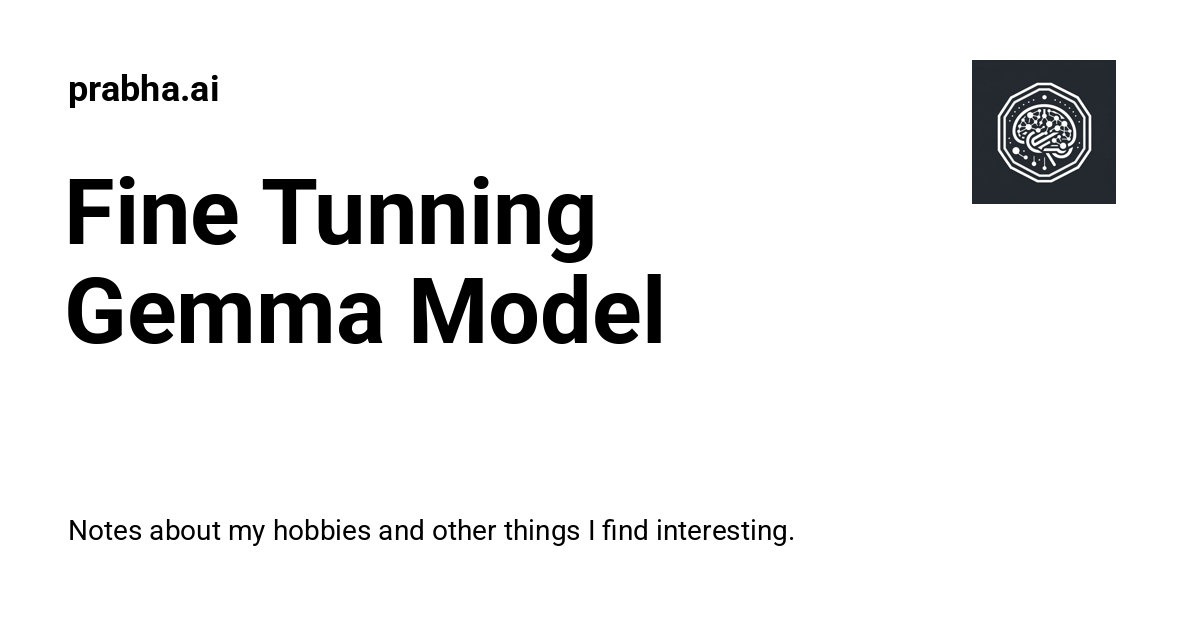 prabha.ai
Fine Tunning
Gemma Model
Notes about my hobbies and other things I find interesting.